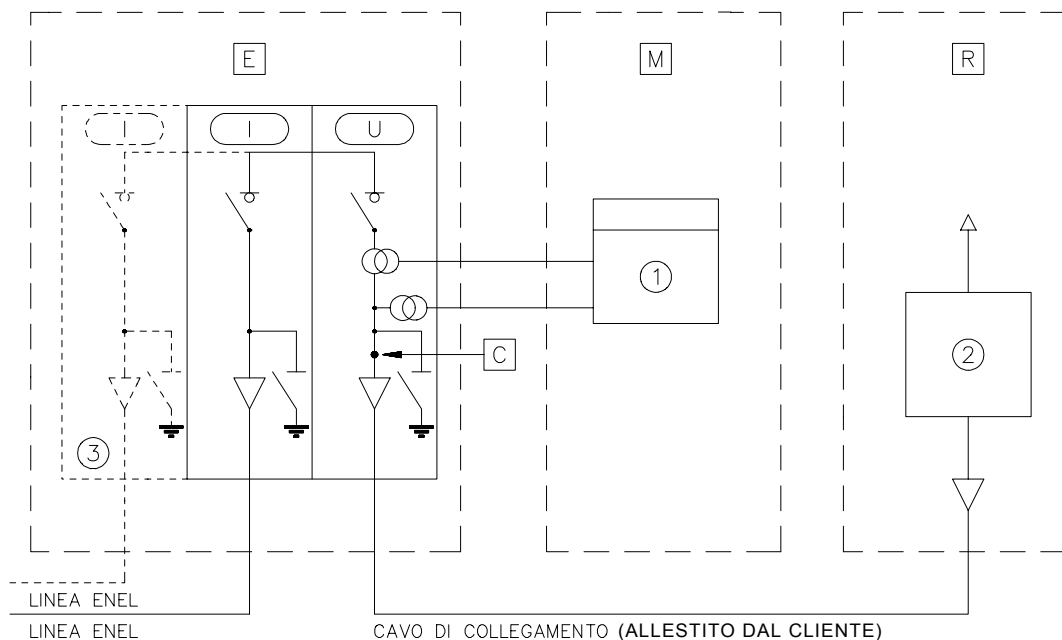 E
M
R
I
I
U
1
2
C
3
LINEA ENEL
LINEA ENEL
CAVO DI COLLEGAMENTO (ALLESTITO DAL CLIENTE)